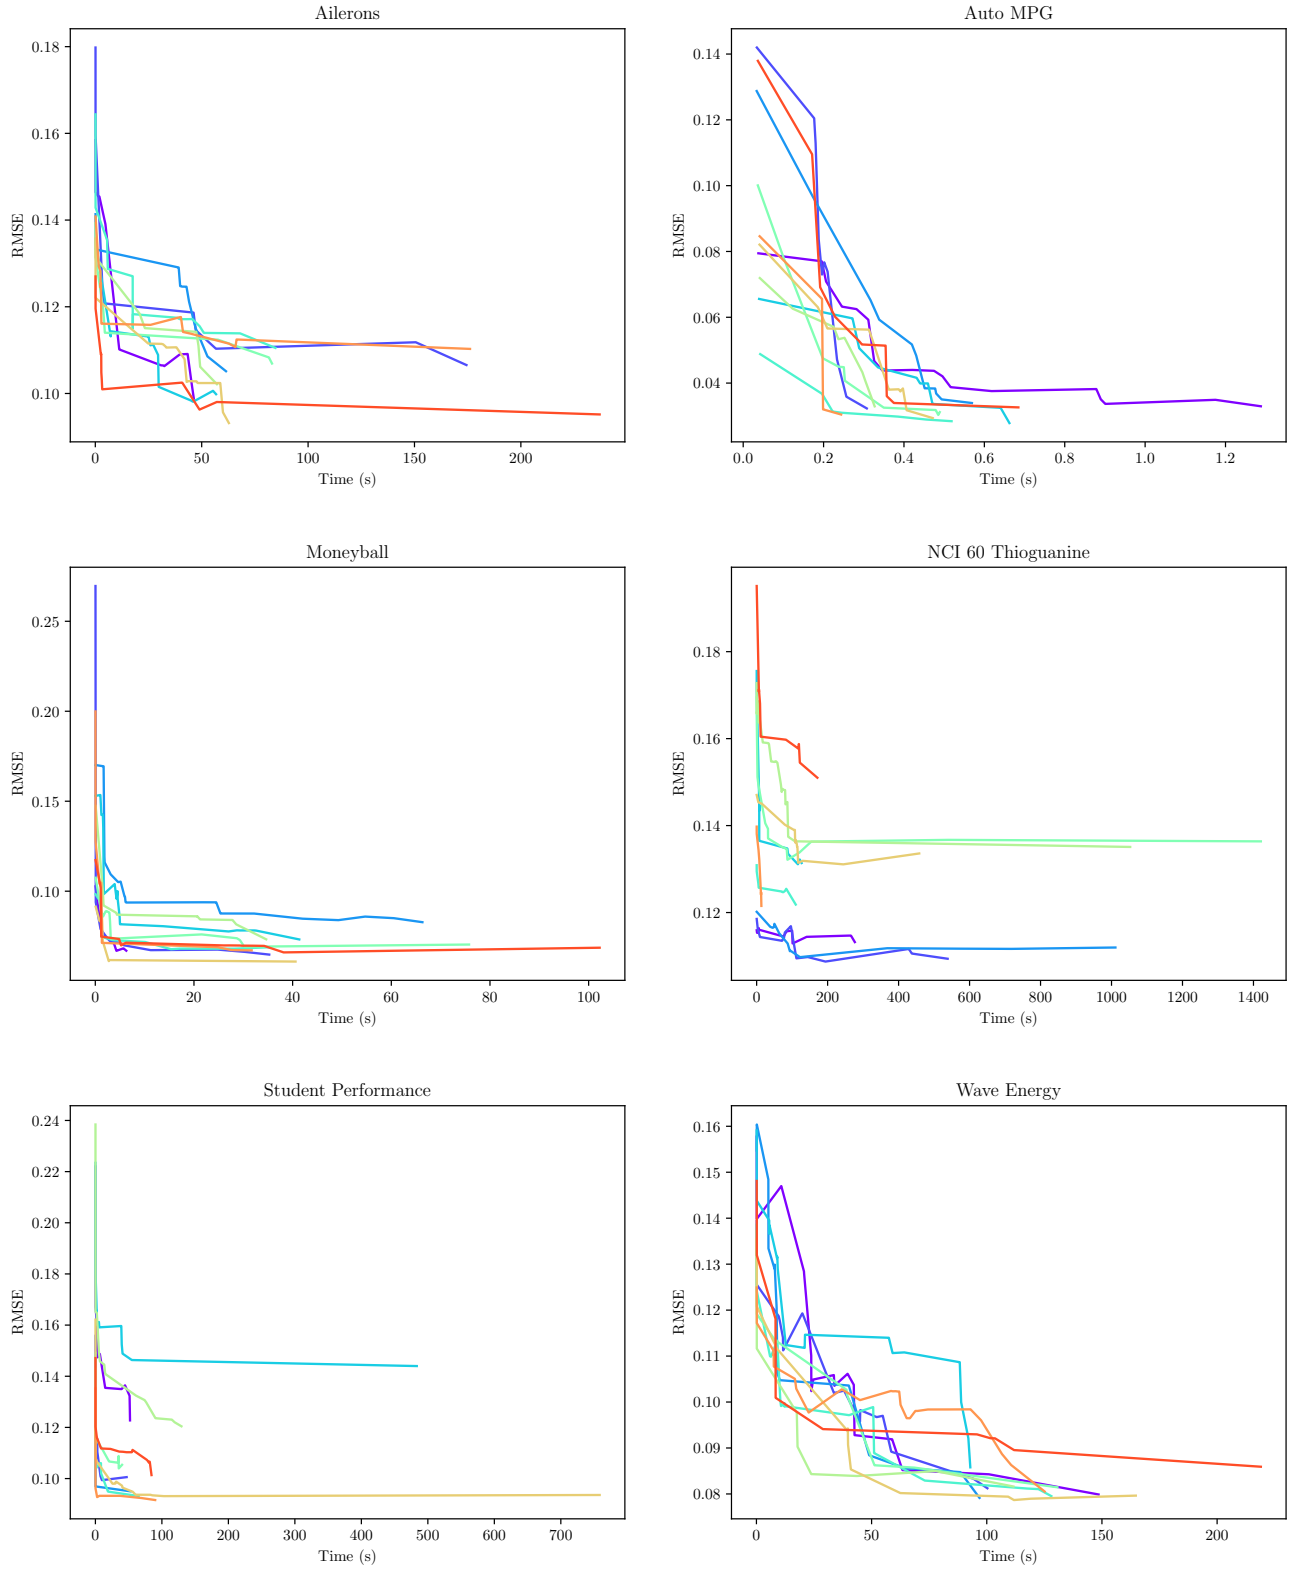 Ailerons
0.18
0.16
0.14
0.12
0.10
RMSE
0 50 100 150 200
Time (s)
Auto MPG
0.14
0.12
0.10
0.08
0.06
0.04
RMSE
0.0 0.2 0.4 0.6 0.8 1.0 1.2
Time (s)
Moneyball
0.25
0.20
0.15
0.10
RMSE
0 20 40 60 80 100
Time (s)
NCI 60 Thioguanine
0.18
0.16
0.14
0.12
RMSE
0 200 400 600 800 1000 1200 1400
Time (s)
Student Performance
0.24
0.22
0.20
0.18
0.16
0.14
0.12
0.10
RMSE
0 100 200 300 400 500 600 700
Time (s)
Wave Energy
0.16
0.15
0.14
0.13
0.12
0.11
0.10
0.09
0.08
RMSE
0 50 100 150 200
Time (s)